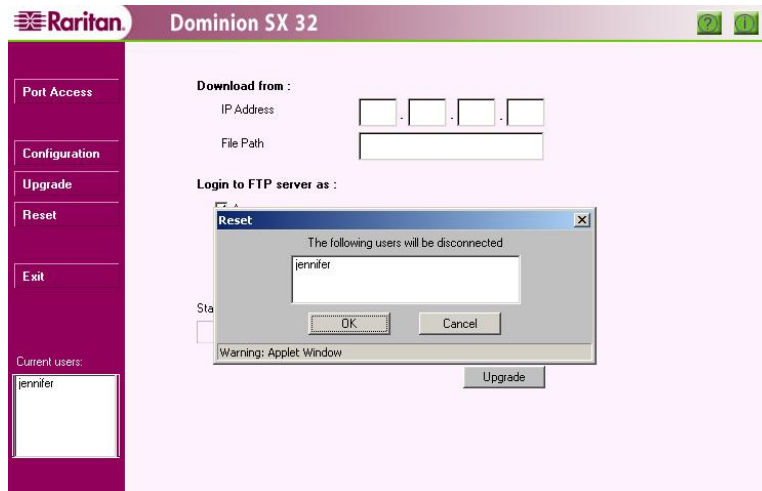 Raritan.
Dominion SX 32
? i
Port Access
Configuration
Upgrade
Reset
Exit
Current users:
jennifer
Download from :
IP Address
. . .
File Path
Login to FTP server as :
Reset
The following users will be disconnected
jennifer
OK Cancel
Warning: Applet Window
Sta
Upgrade